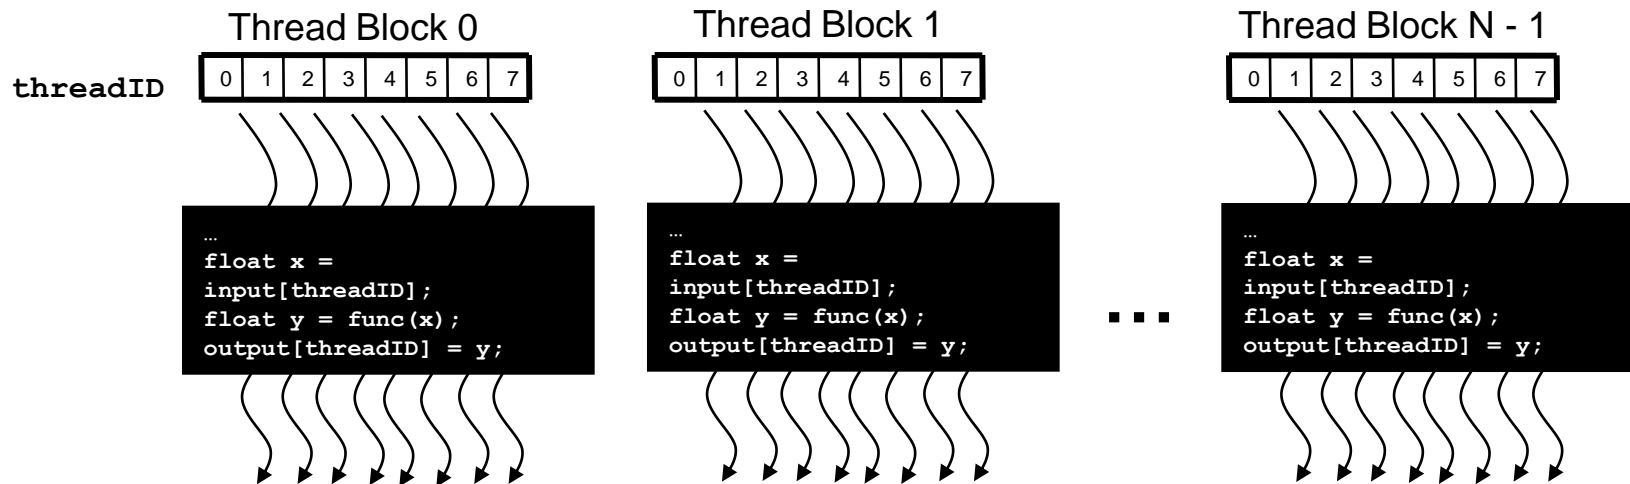 Thread Block 0
Thread Block 1
Thread Block N - 1
threadID
0 1 2 3 4 5 6 7
0 1 2 3 4 5 6 7
0 1 2 3 4 5 6 7
…
float x =
input[threadID];
float y = func(x);
output[threadID] = y;
…
float x =
input[threadID];
float y = func(x);
output[threadID] = y;
...
…
float x =
input[threadID];
float y = func(x);
output[threadID] = y;